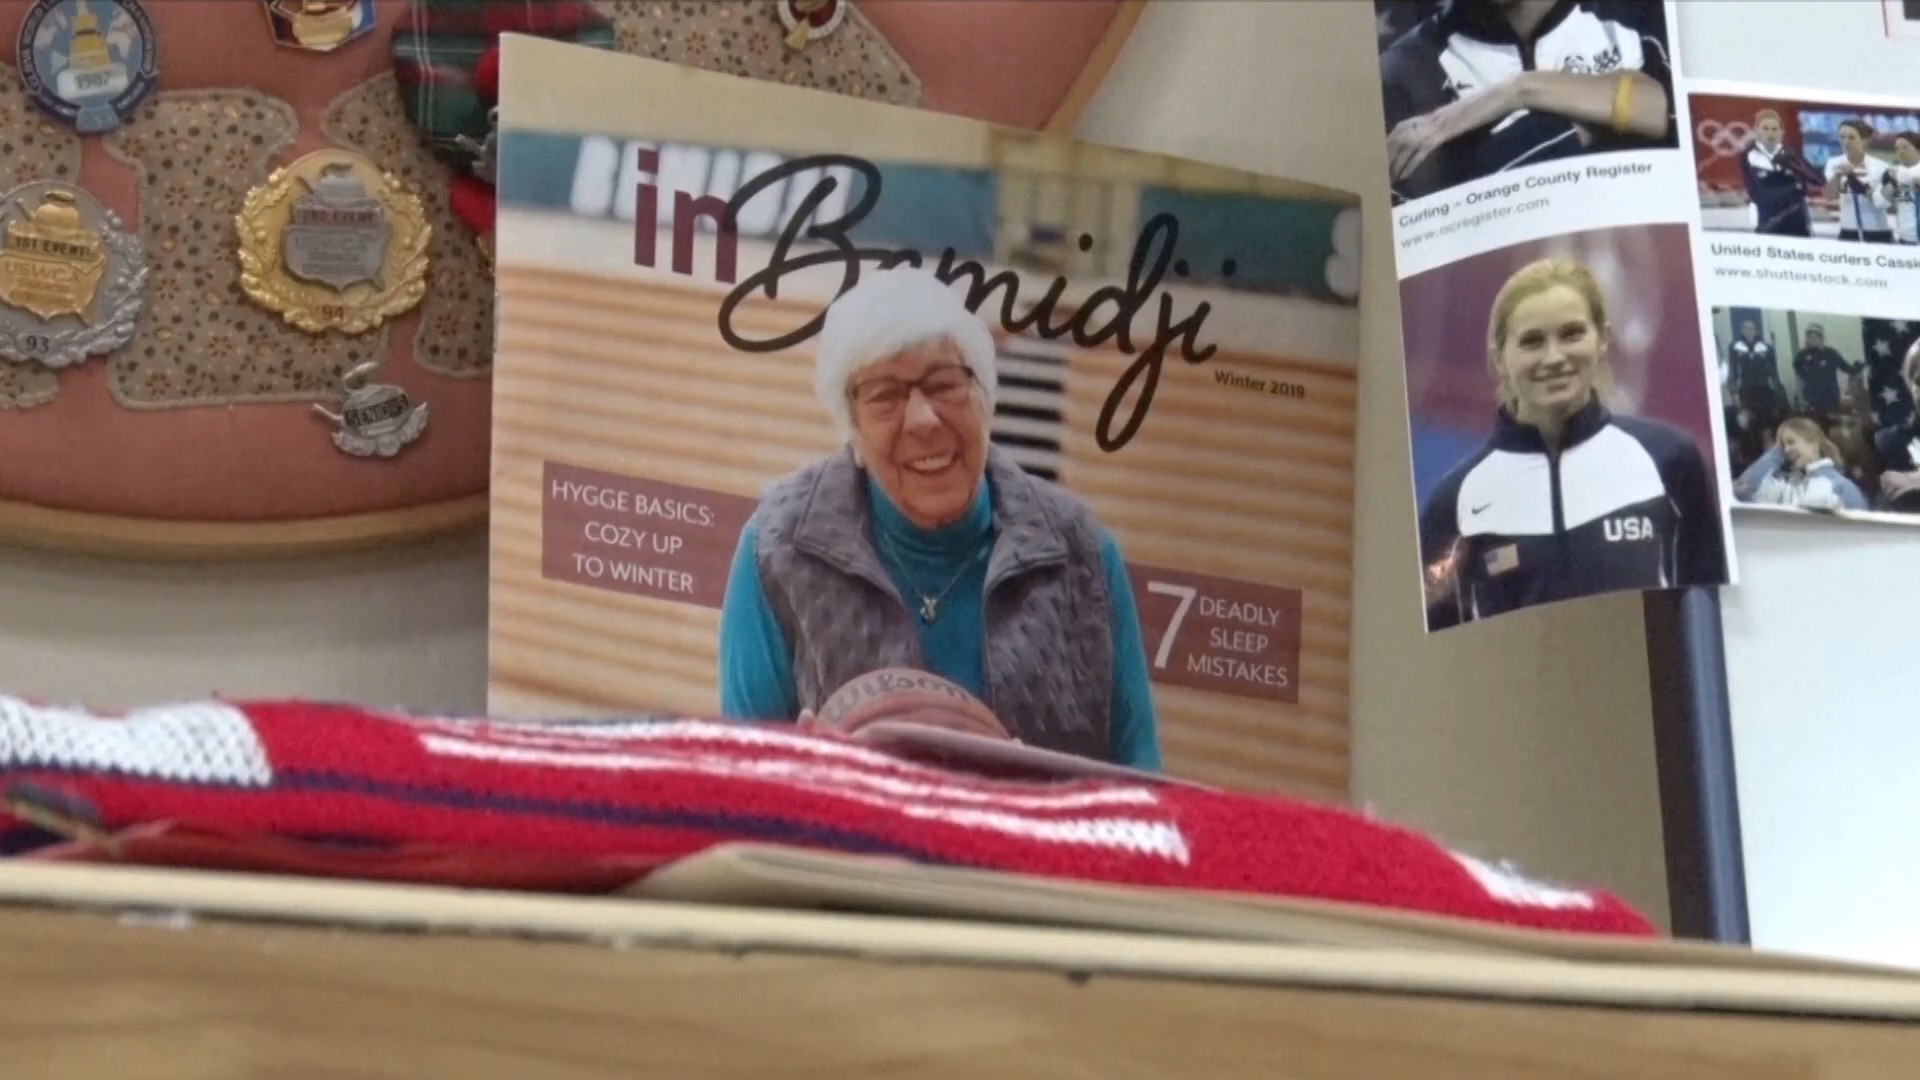 1987
1ST EVENT
USWCA
93
2ND EVENT
USWCA
94
SENIORS
in Bemidji
Winter 2019
HYGGE BASICS:
COZY UP
TO WINTER
7 DEADLY
SLEEP
MISTAKES
Wilson
Curling - Orange County Register
www.ocregister.com
USA
United States curlers Cassi
www.shutterstock.com